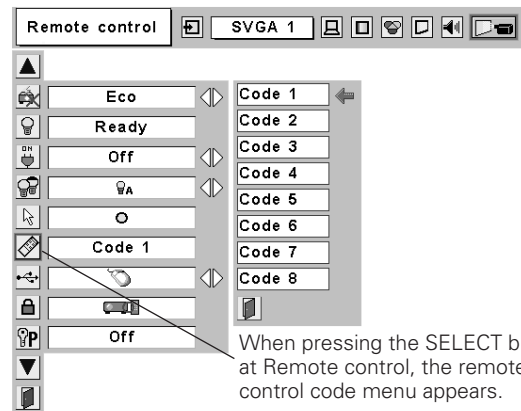 Remote control SVGA 1
Eco
Ready
ON
Off
A
Code 1
P Off
Code 1
Code 2
Code 3
Code 4
Code 5
Code 6
Code 7
Code 8
When pressing the SELECT b
at Remote control, the remote
control code menu appears.